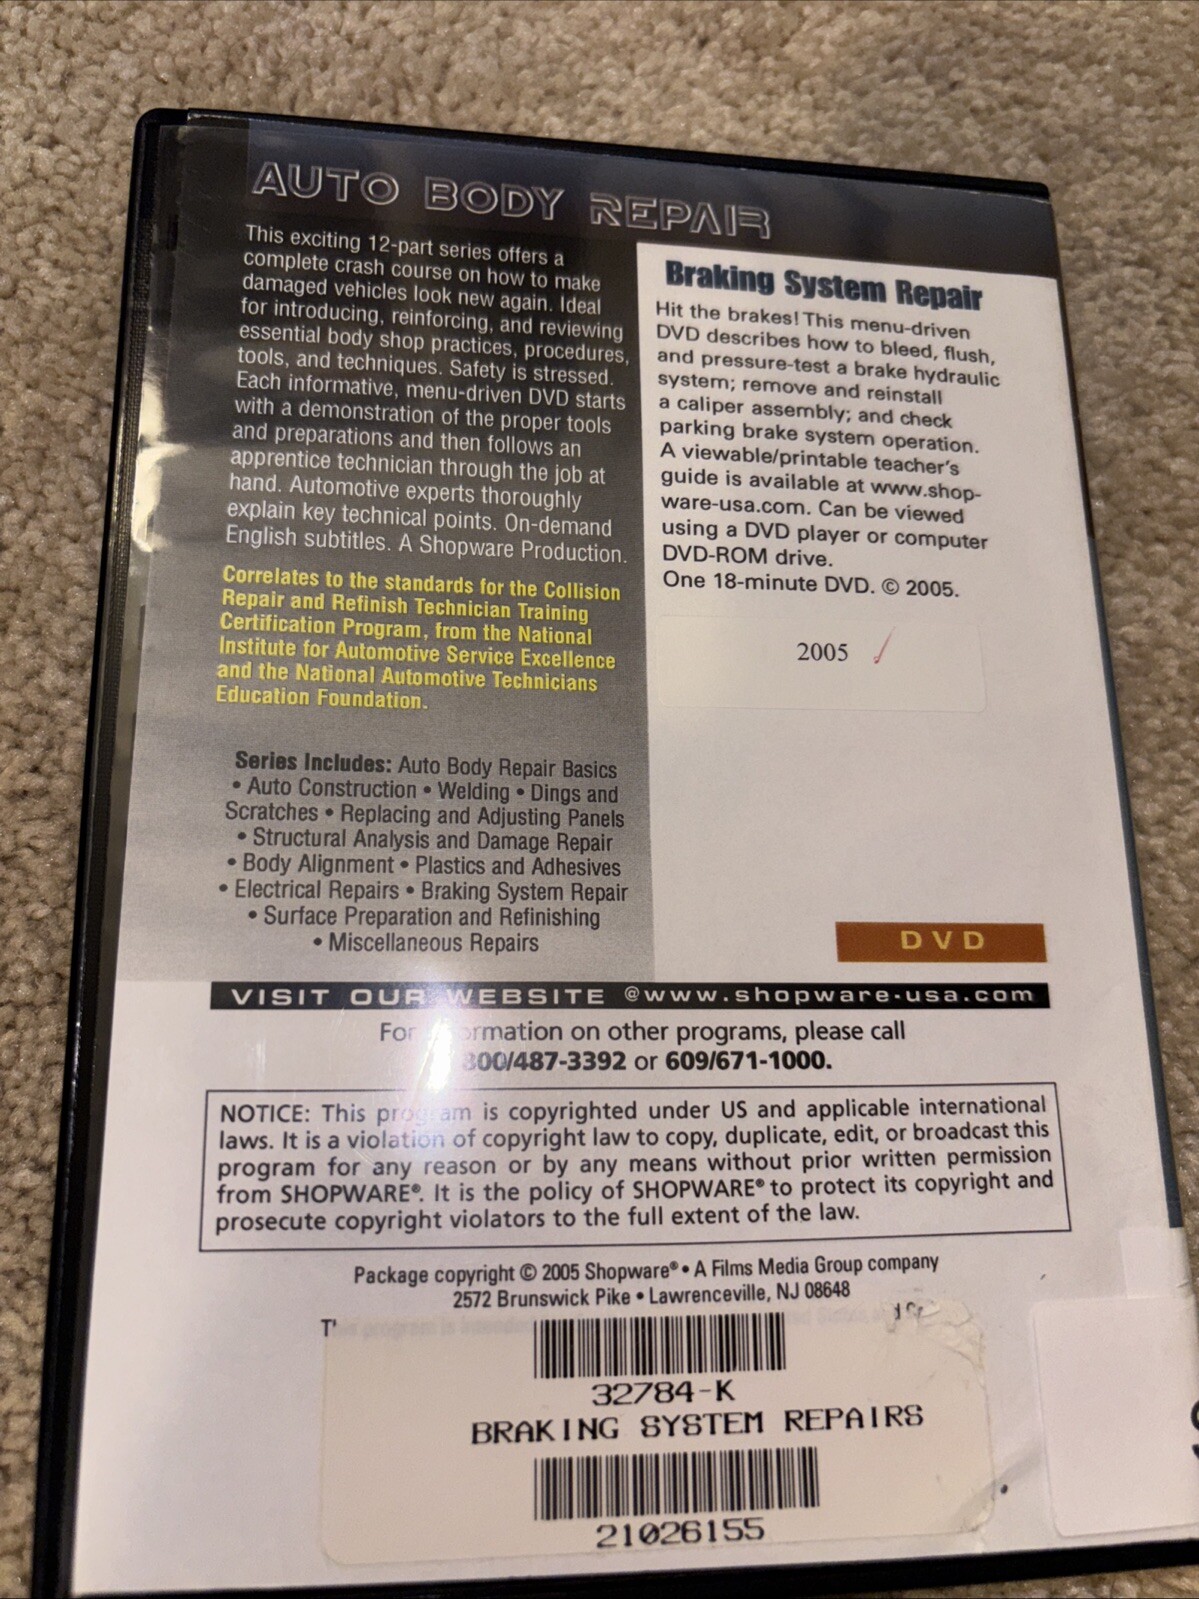 AUTO BODY REPAIR
This exciting 12-part series offers a
complete crash course on how to make
damaged vehicles look new again. Ideal
for introducing, reinforcing, and reviewing
essential body shop practices, procedures,
tools, and techniques. Safety is stressed.
Each informative, menu-driven DVD starts
with a demonstration of the proper tools
and preparations and then follows an
apprentice technician through the job at
hand. Automotive experts thoroughly
explain key technical points. On-demand
English subtitles. A Shopware Production.
Correlates to the standards for the Collision
Repair and Refinish Technician Training
Certification Program, from the National
Institute for Automotive Service Excellence
and the National Automotive Technicians
Education Foundation.
Series Includes: Auto Body Repair Basics
• Auto Construction • Welding • Dings and
Scratches • Replacing and Adjusting Panels
• Structural Analysis and Damage Repair
• Body Alignment • Plastics and Adhesives
• Electrical Repairs • Braking System Repair
• Surface Preparation and Refinishing
• Miscellaneous Repairs
Braking System Repair
Hit the brakes! This menu-driven
DVD describes how to bleed, flush,
and pressure-test a brake hydraulic
system; remove and reinstall
a caliper assembly; and check
parking brake system operation.
A viewable/printable teacher's
guide is available at www.shop-
ware-usa.com. Can be viewed
using a DVD player or computer
DVD-ROM drive.
One 18-minute DVD. © 2005.
2005
DVD
VISIT OUR WEBSITE @www.shopware-usa.com
For information on other programs, please call
800/487-3392 or 609/671-1000.
NOTICE: This program is copyrighted under US and applicable international
laws. It is a violation of copyright law to copy, duplicate, edit, or broadcast this
program for any reason or by any means without prior written permission
from SHOPWARE®. It is the policy of SHOPWARE® to protect its copyright and
prosecute copyright violators to the full extent of the law.
Package copyright © 2005 Shopware® • A Films Media Group company
2572 Brunswick Pike • Lawrenceville, NJ 08648
This program is intended
32784-K
BRAKING SYSTEM REPAIRS
21026155